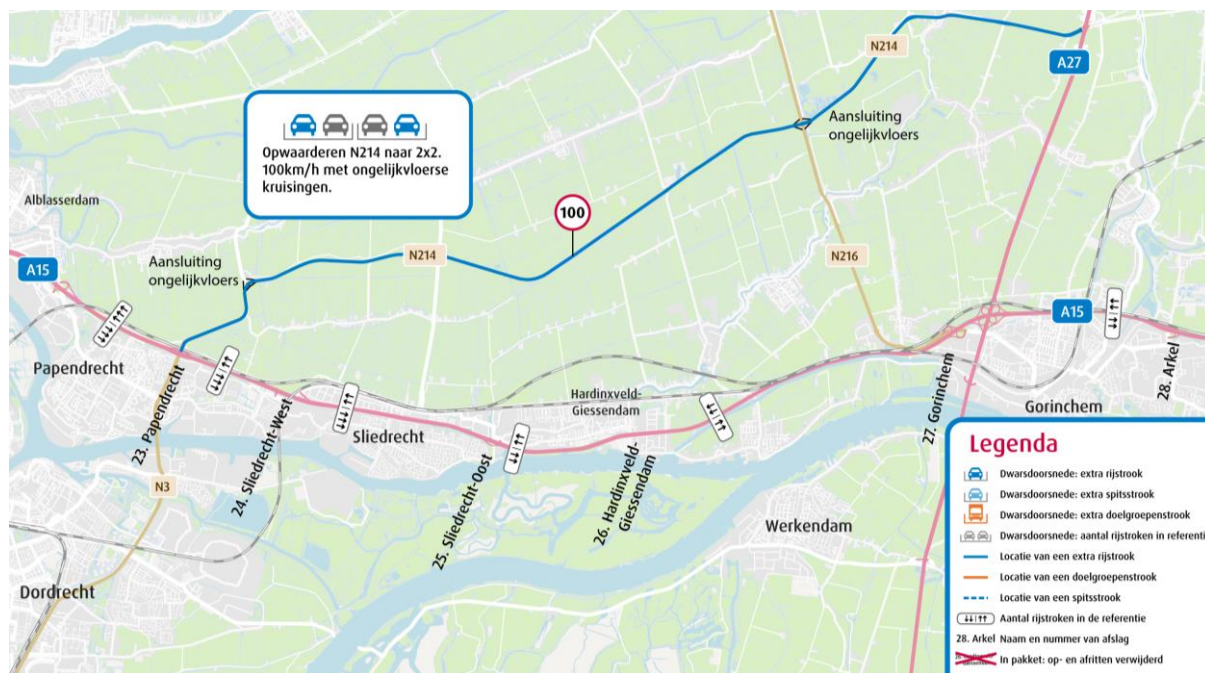 N214
A27
Aansluiting
ongelijkvloers
Opwaarderen N214 naar 2x2.
100km/h met ongelijkvloerse
kruisingen.
Alblasserdam
100
Aansluiting
ongelijkvloers
N214
N216
A15
A15
Papendrecht
23. Papendrecht
24. Sliedrecht-West
Sliedrecht
25. Sliedrecht-Oost
Hardinxveld-
Giessendam
26. Hardinxveld-
Giessendam
27. Gorinchem
Gorinchem
28. Arkel
N3
Werkendam
Dordrecht
Legenda
Dwarsdoorsnede: extra rijstrook
Dwarsdoorsnede: extra spitsstrook
Dwarsdoorsnede: extra doelgroepenstrook
Dwarsdoorsnede: aantal rijstroken in referenti
Locatie van een extra rijstrook
Locatie van een doelgroepenstrook
Locatie van een spitsstrook
Aantal rijstroken in de referentie
28. Arkel Naam en nummer van afslag
In pakket: op- en afritten verwijderd